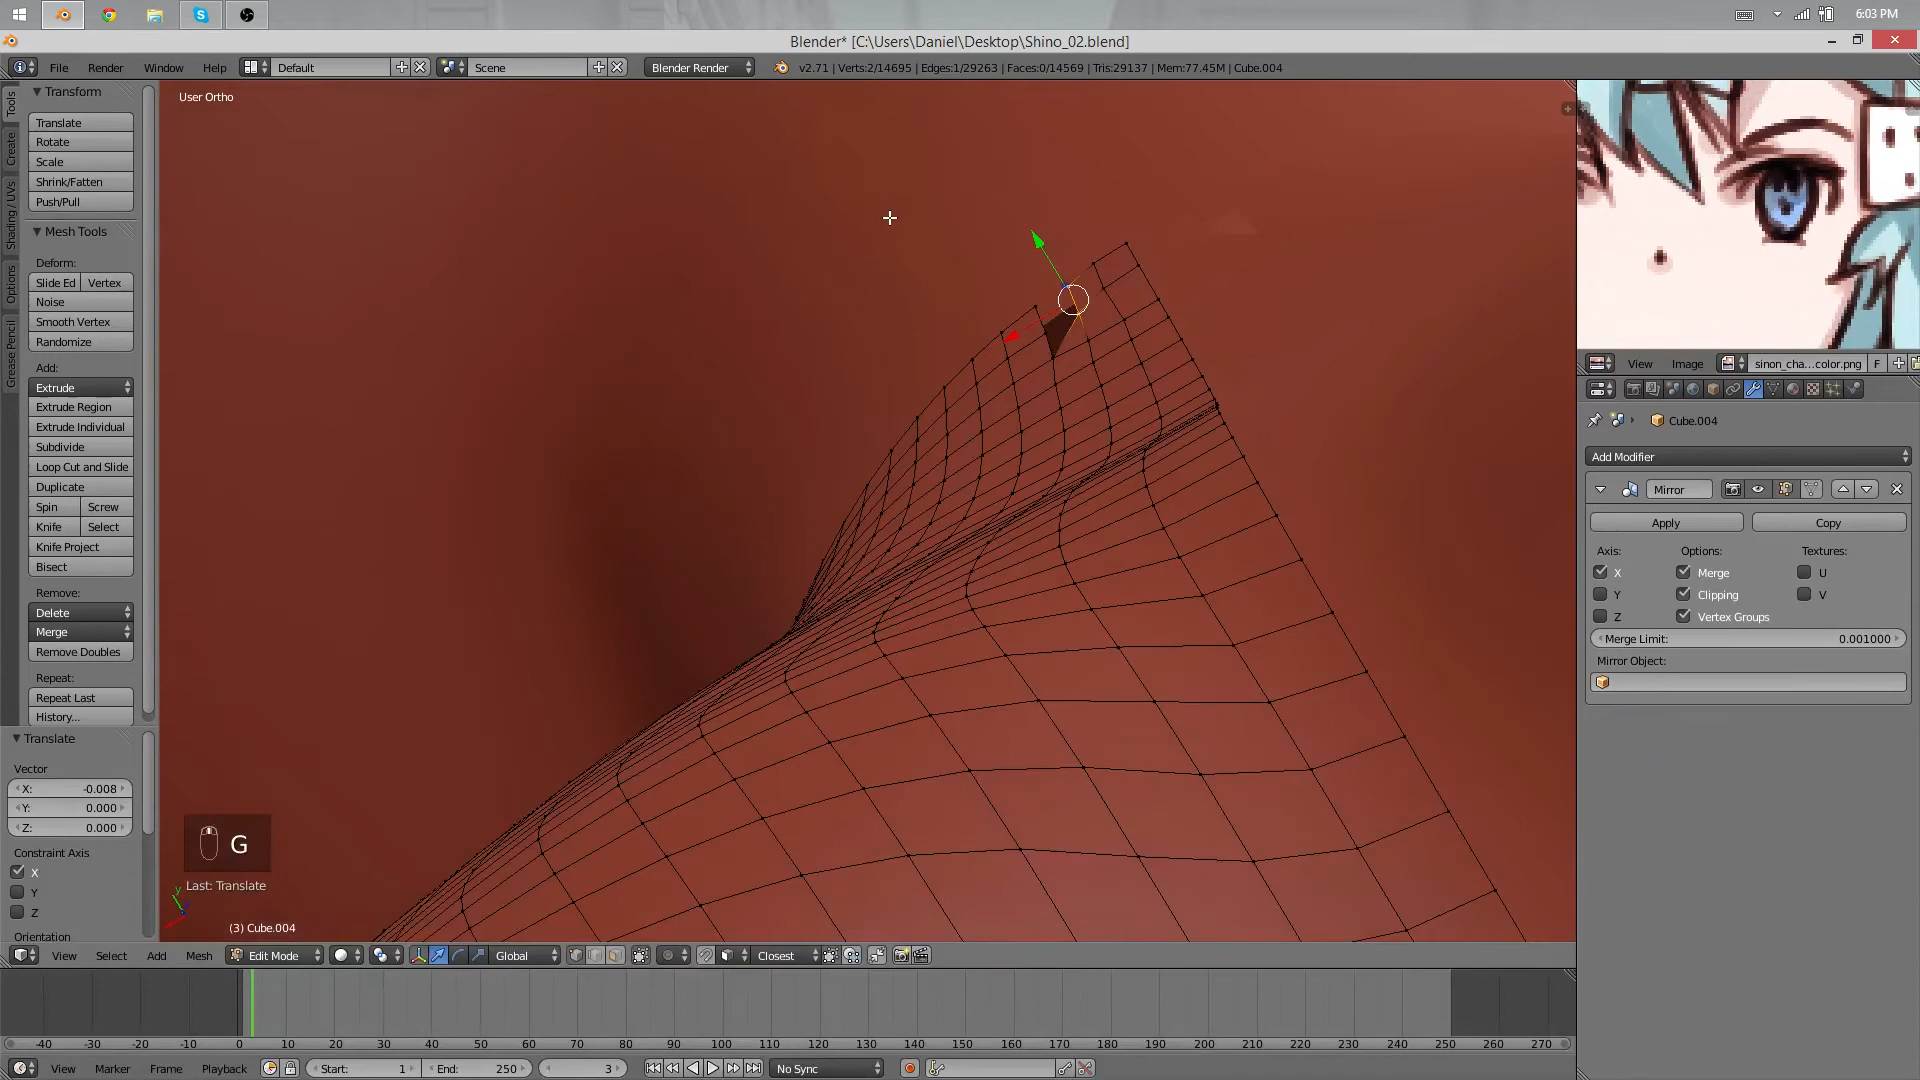 6:03 PM
Blender* [C:\Users\Daniel\Desktop\Shino_02.blend]
File Render Window Help Default Scene Blender Render v2.71 | Verts:2/14695 | Edges:1/29263 | Faces:0/14569 | Tris:29137 | Mem:77.45M | Cube.004
Tools
Create
Shading / UVs
Options
Grease Pencil
Transform
Translate
Rotate
Scale
Shrink/Fatten
Push/Pull
Mesh Tools
Deform:
Slide Ed Vertex
Noise
Smooth Vertex
Randomize
Add:
Extrude
Extrude Region
Extrude Individual
Subdivide
Loop Cut and Slide
Duplicate
Spin Screw
Knife Select
Knife Project
Bisect
Remove:
Delete
Merge
Remove Doubles
Repeat:
Repeat Last
History...
Translate
Vector
X: -0.008
Y: 0.000
Z: 0.000
Constraint Axis
X
Y
Z
Orientation
User Ortho
G
Last: Translate
y
(3) Cube.004
View Select Add Mesh Edit Mode Global Closest
View Image sinon_cha...color.png F
Cube.004
Add Modifier
Mirror
Apply Copy
Axis: Options: Textures:
X Merge U
Y Clipping V
Z Vertex Groups
Merge Limit: 0.001000
Mirror Object:
-40 -30 -20 -10 0 10 20 30 40 50 60 70 80 90 100 110 120 130 140 150 160 170 180 190 200 210 220 230 240 250 260 270
View Marker Frame Playback Start: 1 End: 250 3 No Sync